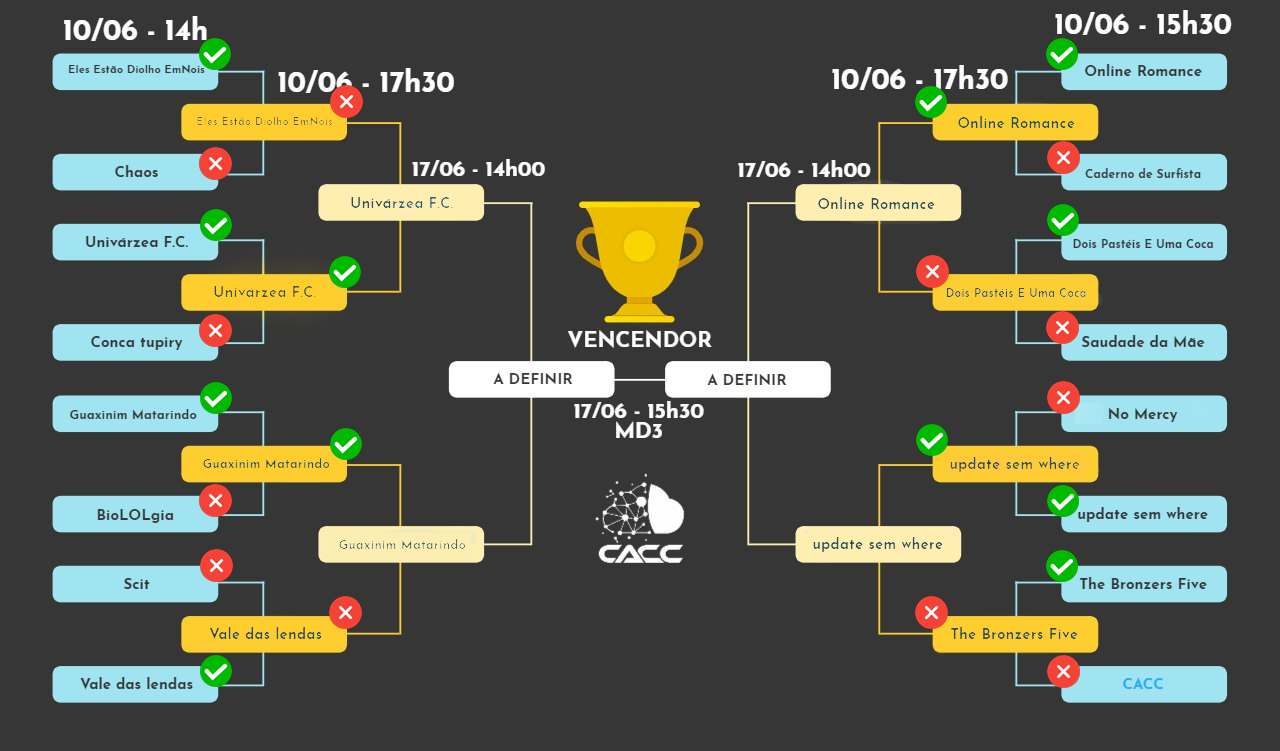 10/06 - 14h
10/06 - 15h30
Eles Estão Diolho EmNois
Online Romance
10/06 - 17h30
10/06 - 17h30
Eles Estão Diolho EmNois
Online Romance
Chaos
17/06 - 14h00
17/06 - 14h00
Caderno de Surfista
Univárzea F.C.
Online Romance
Univárzea F.C.
Dois Pastéis E Uma Coca
Univárzea F.C.
Dois Pastéis E Uma Coca
Conca tupiry
VENCENDOR
Saudade da Mãe
A DEFINIR
A DEFINIR
17/06 - 15h30
MD3
Guaxinim Matarindo
No Mercy
Guaxinim Matarindo
update sem where
BioLOLgia
update sem where
Guaxinim Matarindo
CACC
update sem where
Scit
The Bronzers Five
Vale das lendas
The Bronzers Five
Vale das lendas
CACC